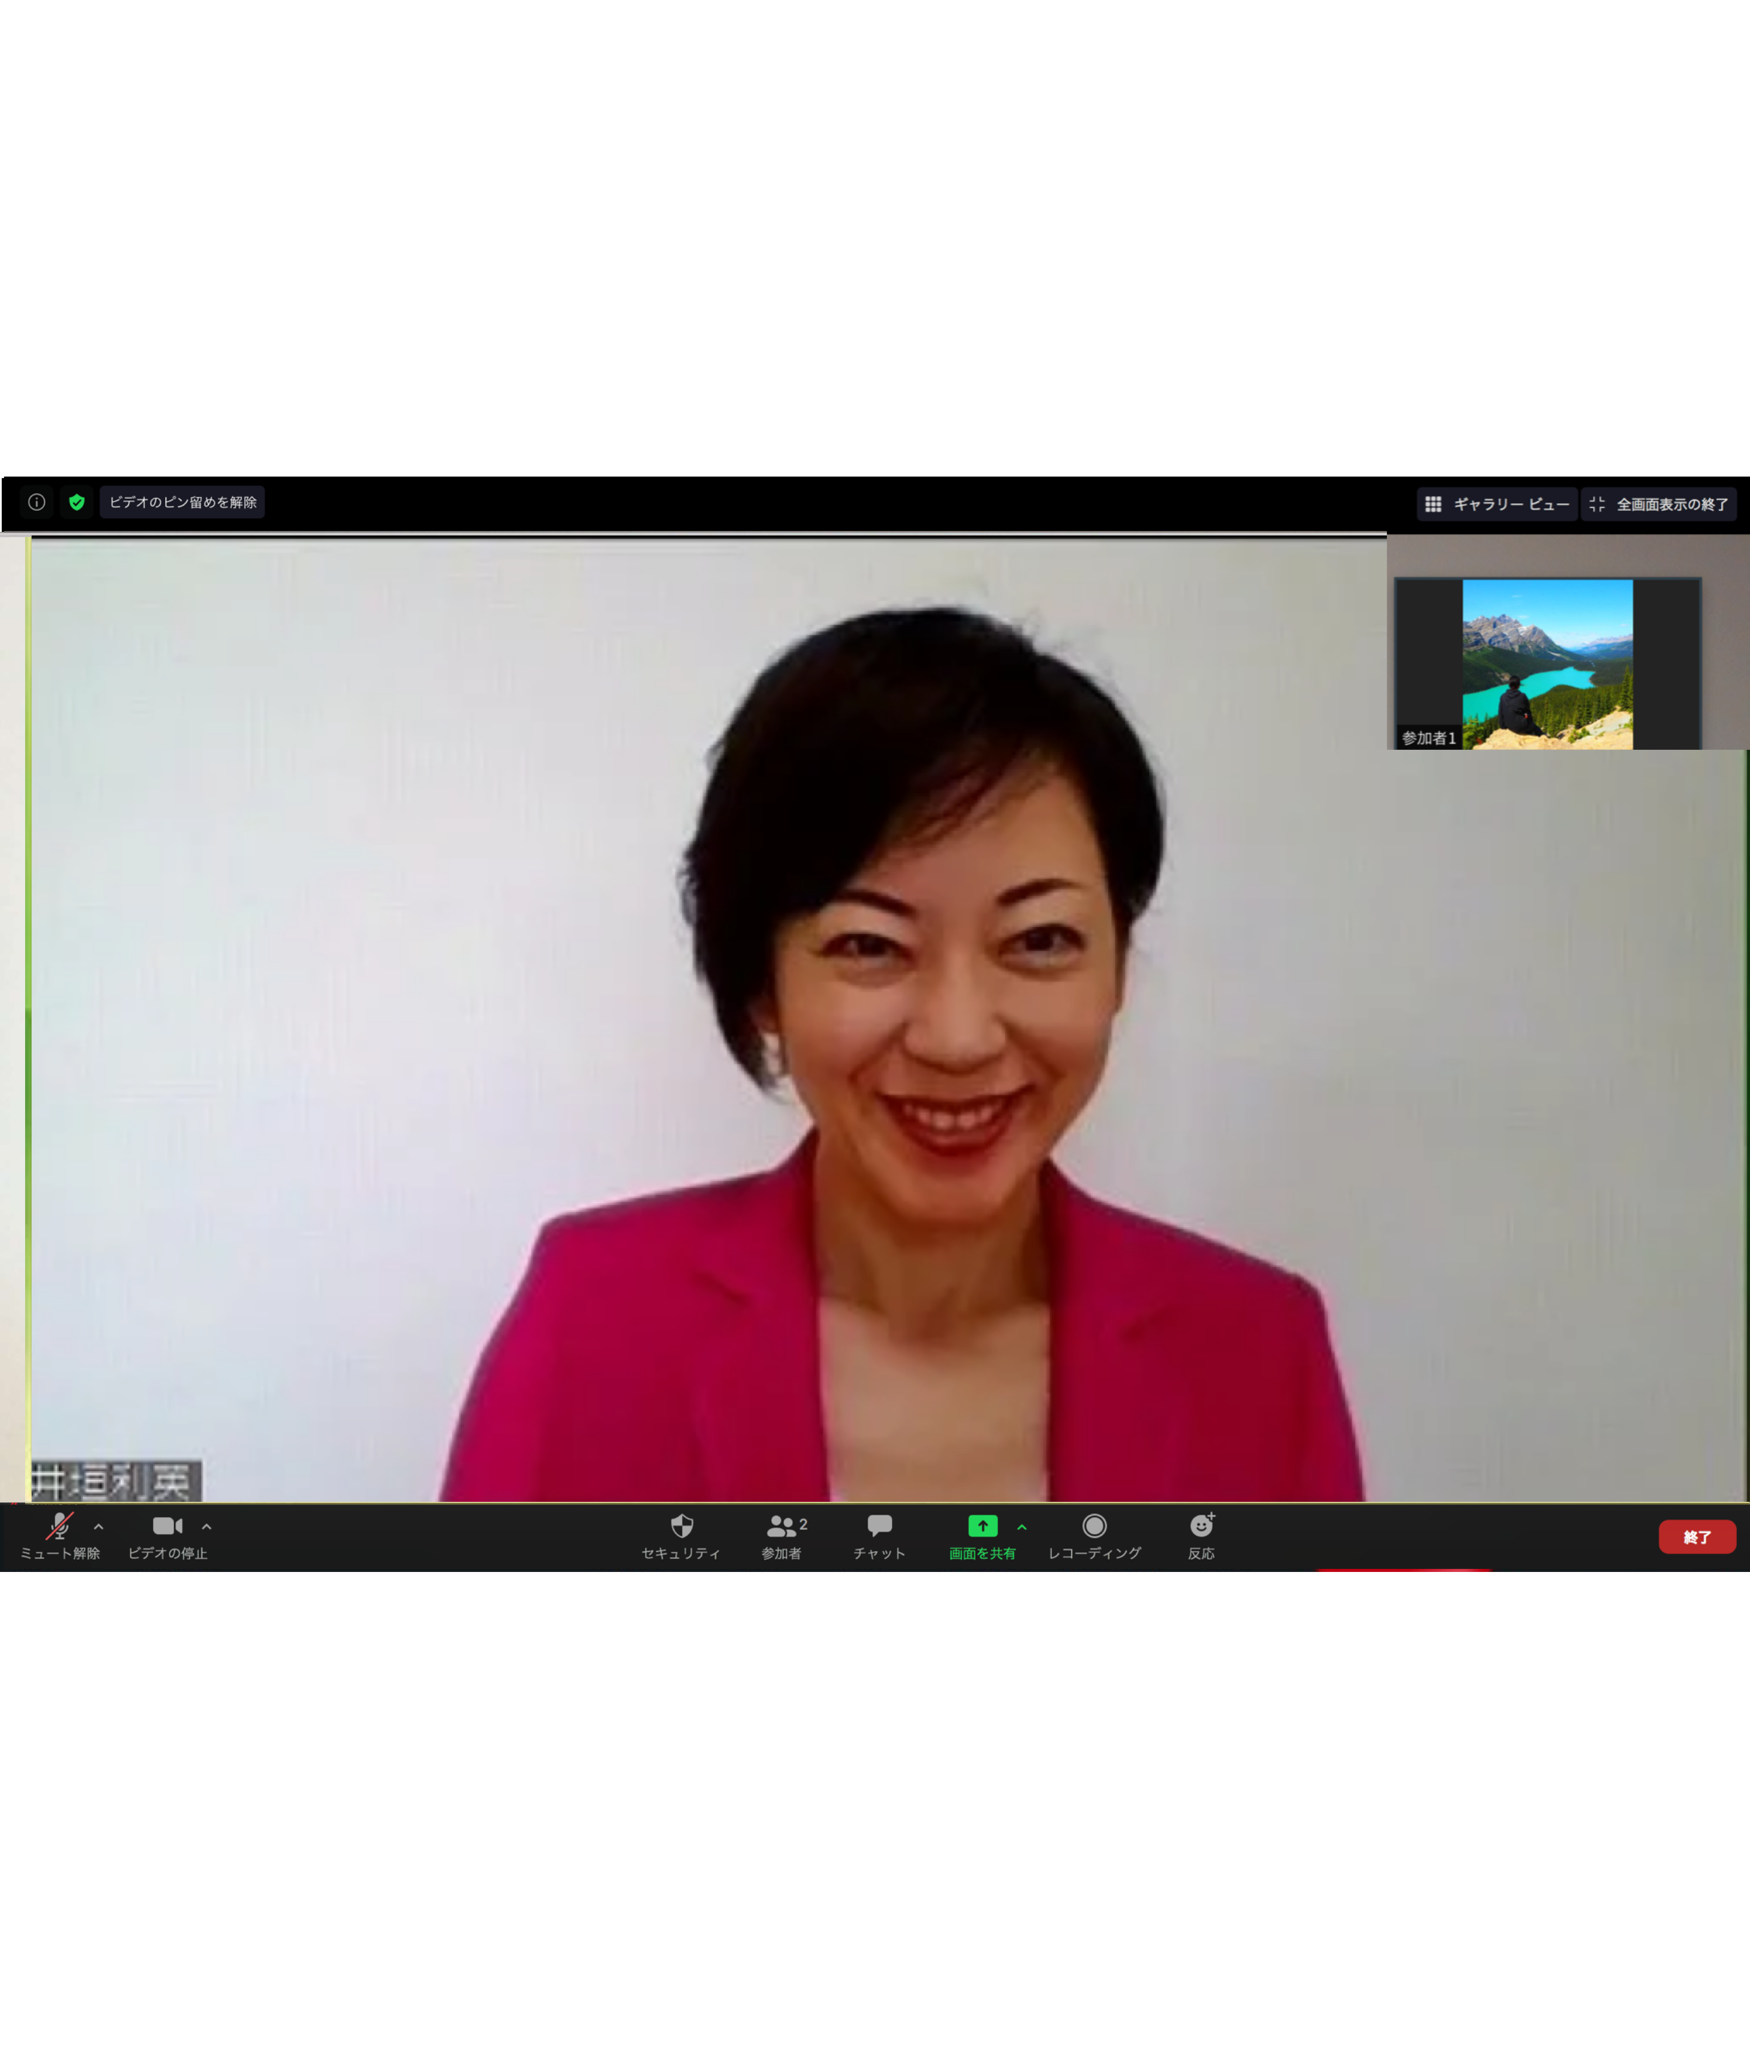 ビデオのピン留めを解除
ギャラリー ビュー
全画面表示の終了
参加者1
井垣利英
ミュート解除
ビデオの停止
セキュリティ
2
参加者
チャット
画面を共有
レコーディング
反応
終了